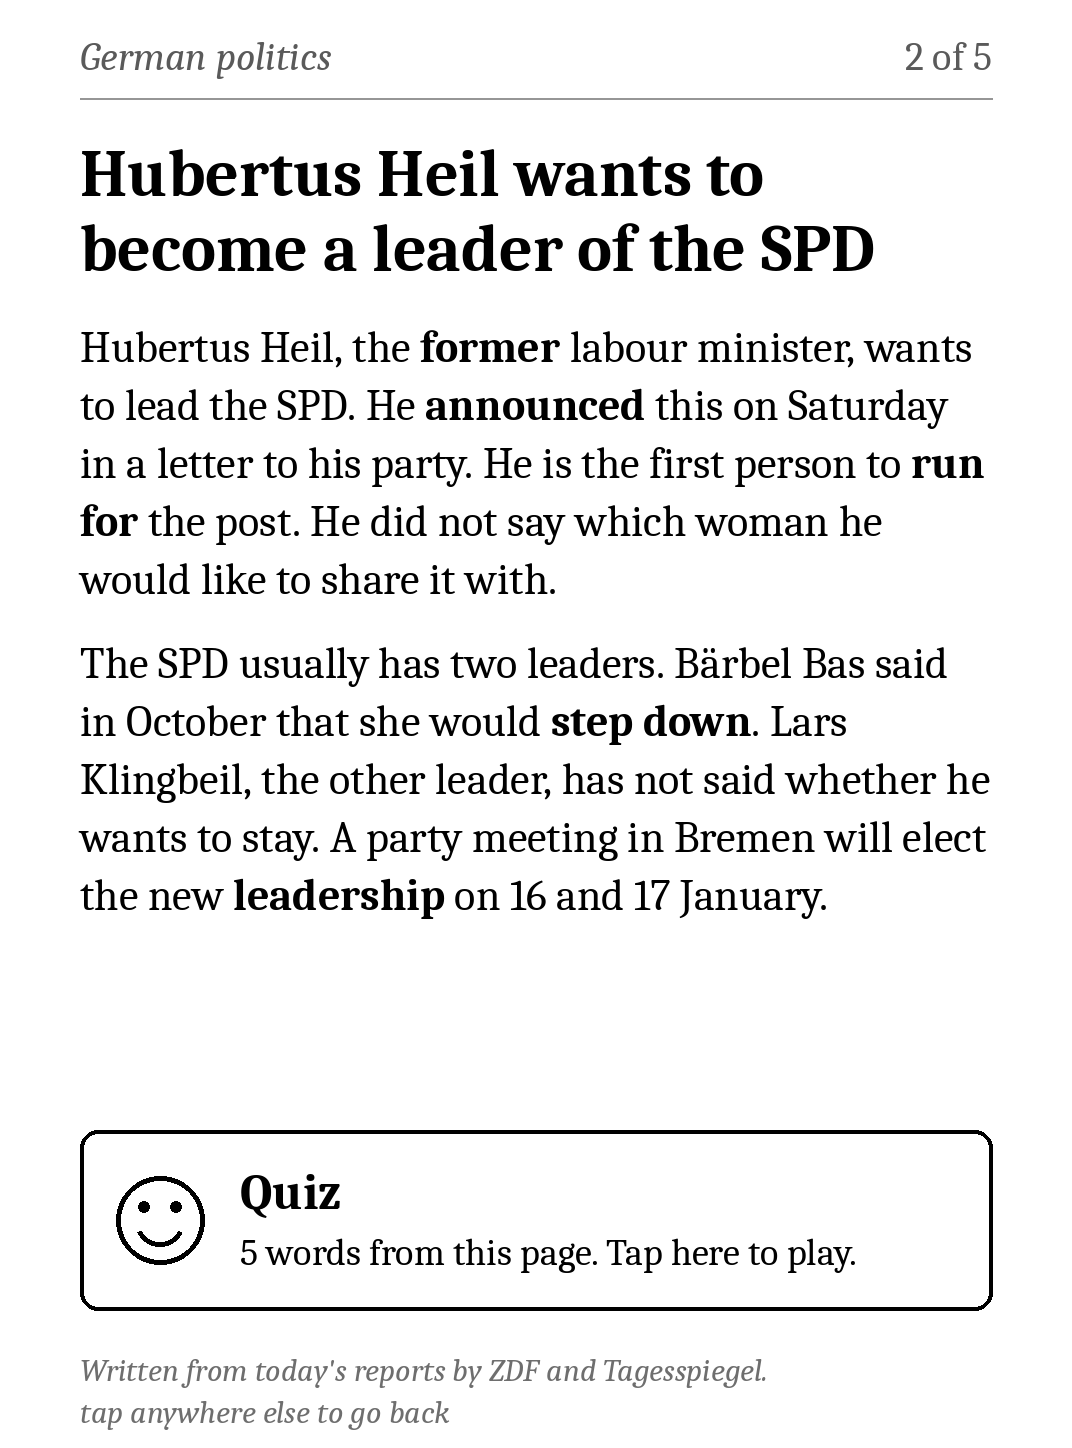 German politics
2 of 5
Hubertus Heil wants to
become a leader of the SPD
Hubertus Heil, the former labour minister, wants
to lead the SPD. He announced this on Saturday
in a letter to his party. He is the first person to run
for the post. He did not say which woman he
would like to share it with.
The SPD usually has two leaders. Bärbel Bas said
in October that she would step down. Lars
Klingbeil, the other leader, has not said whether he
wants to stay. A party meeting in Bremen will elect
the new leadership on 16 and 17 January.
Quiz
5 words from this page. Tap here to play.
Written from today's reports by ZDF and Tagesspiegel.
tap anywhere else to go back